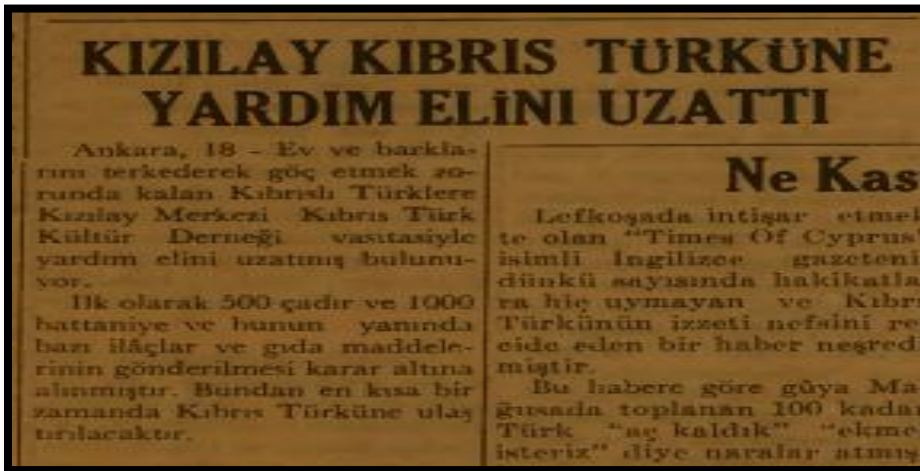 KIZILAY KIBRIS TÜRKÜNE
YARDIM ELİNİ UZATTI
Ankara, 18 - Ev ve barkla-
rını terkederek göç etmek zo-
runda kalan Kıbrıslı Türklere
Kızılay Merkezi Kıbrıs Türk
Kültür Derneği vasıtasiyle
yardım elini uzatmış bulunu-
yor.
İlk olarak 500 çadır ve 1000
battaniye ve bunun yanında
bazı ilâçlar ve gıda maddele-
rinin gönderilmesi karar altına
alınmıştır. Bundan en kısa bir
zamanda Kıbrıs Türküne ulaş
tırılacaktır.
Ne Kas
Lefkoşada intişar etmek
te olan "Times Of Cyprus"
isimli İngilizce gazeteni
dünkü sayısında hakikatla
ra hiç uymayan ve Kıbr
Türkünün izzeti nefsini re
cide eden bir haber neşredi
miştir.
Bu habere göre gûya Ma
ğusada toplanan 100 kada
Türk "aç kaldık" "ekme
isteriz" diye naralar atmış